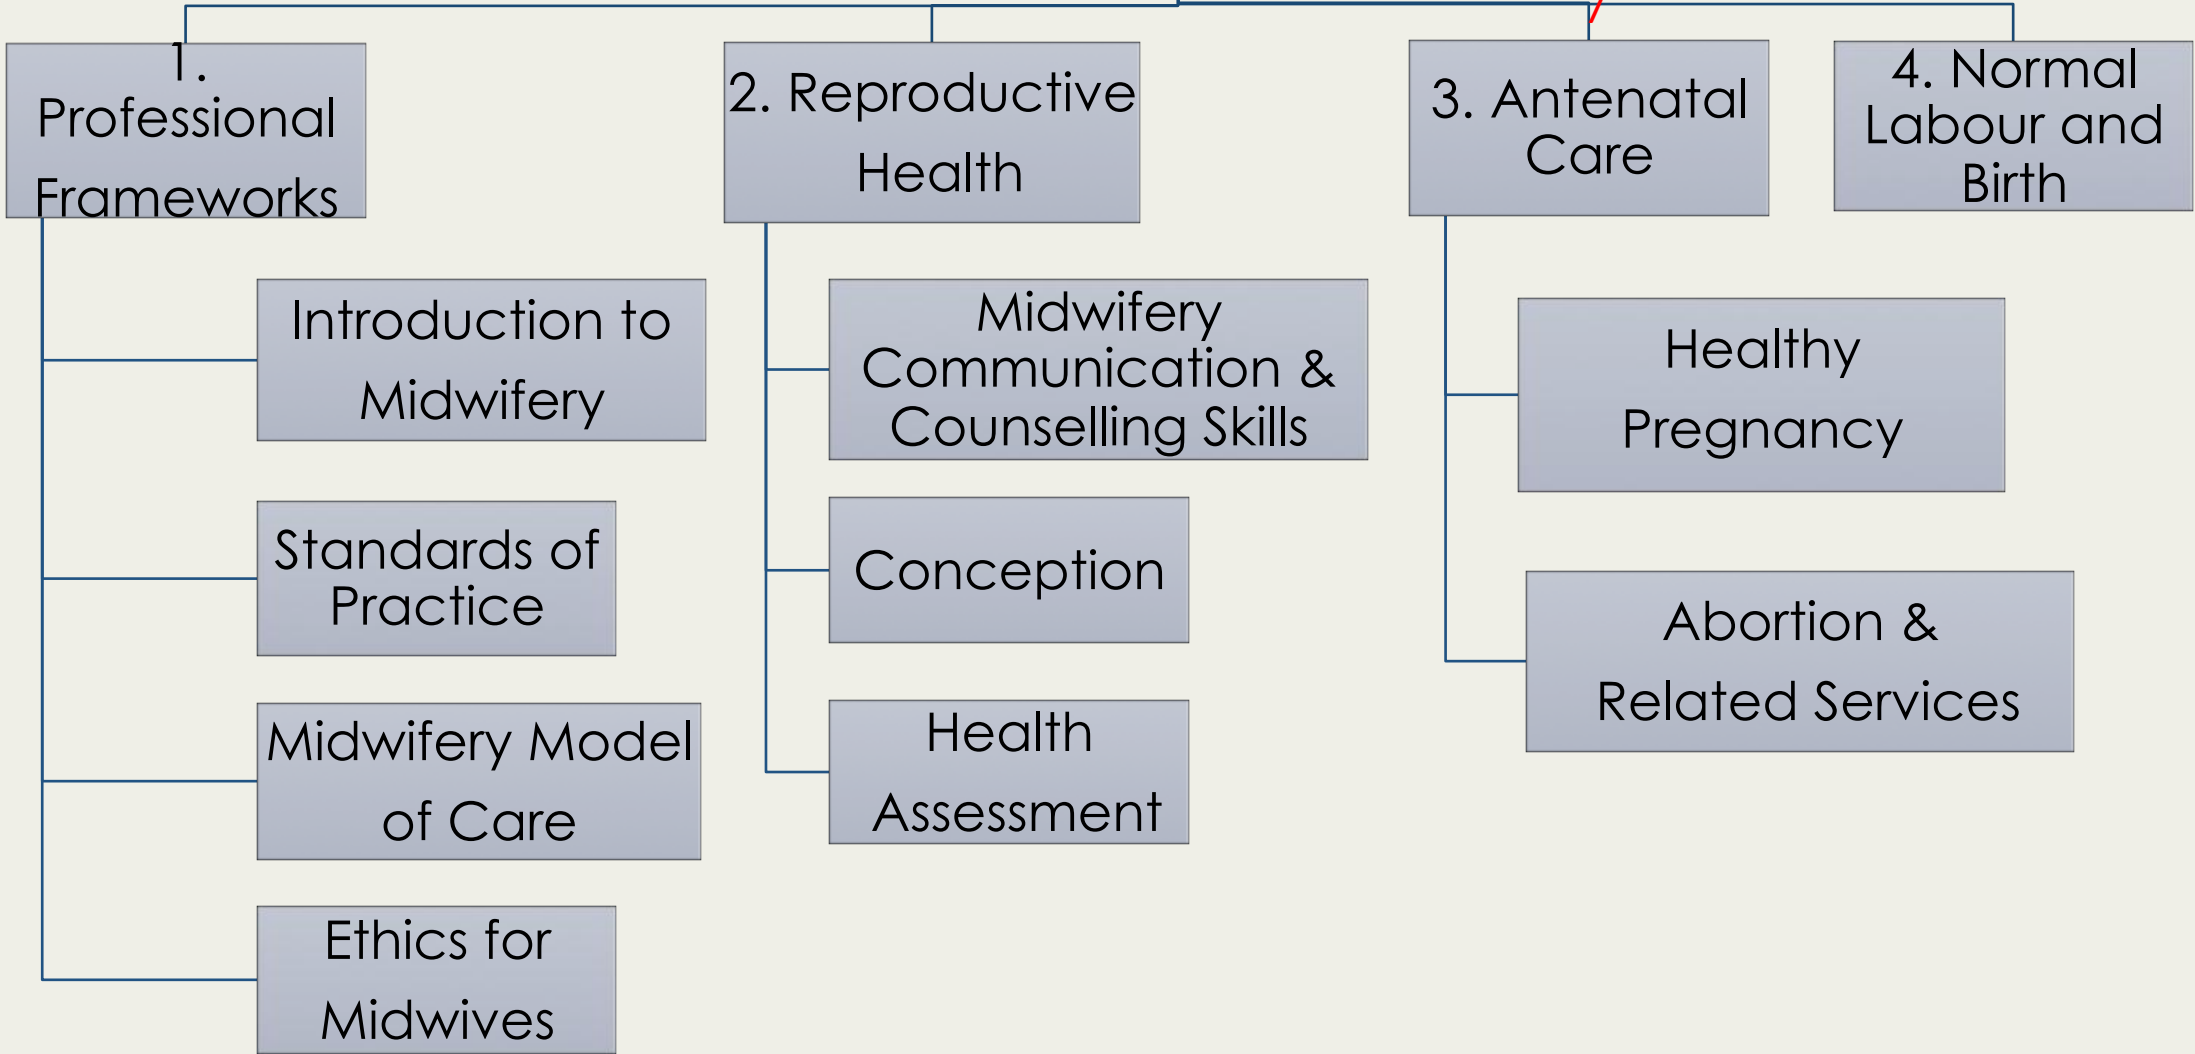 1.
Professional
Frameworks
Introduction to
Midwifery
Standards of
Practice
Midwifery Model
of Care
Ethics for
Midwives
2. Reproductive
Health
Midwifery
Communication &
Counselling Skills
Conception
Health
Assessment
3. Antenatal
Care
Healthy
Pregnancy
Abortion &
Related Services
4. Normal
Labour and
Birth